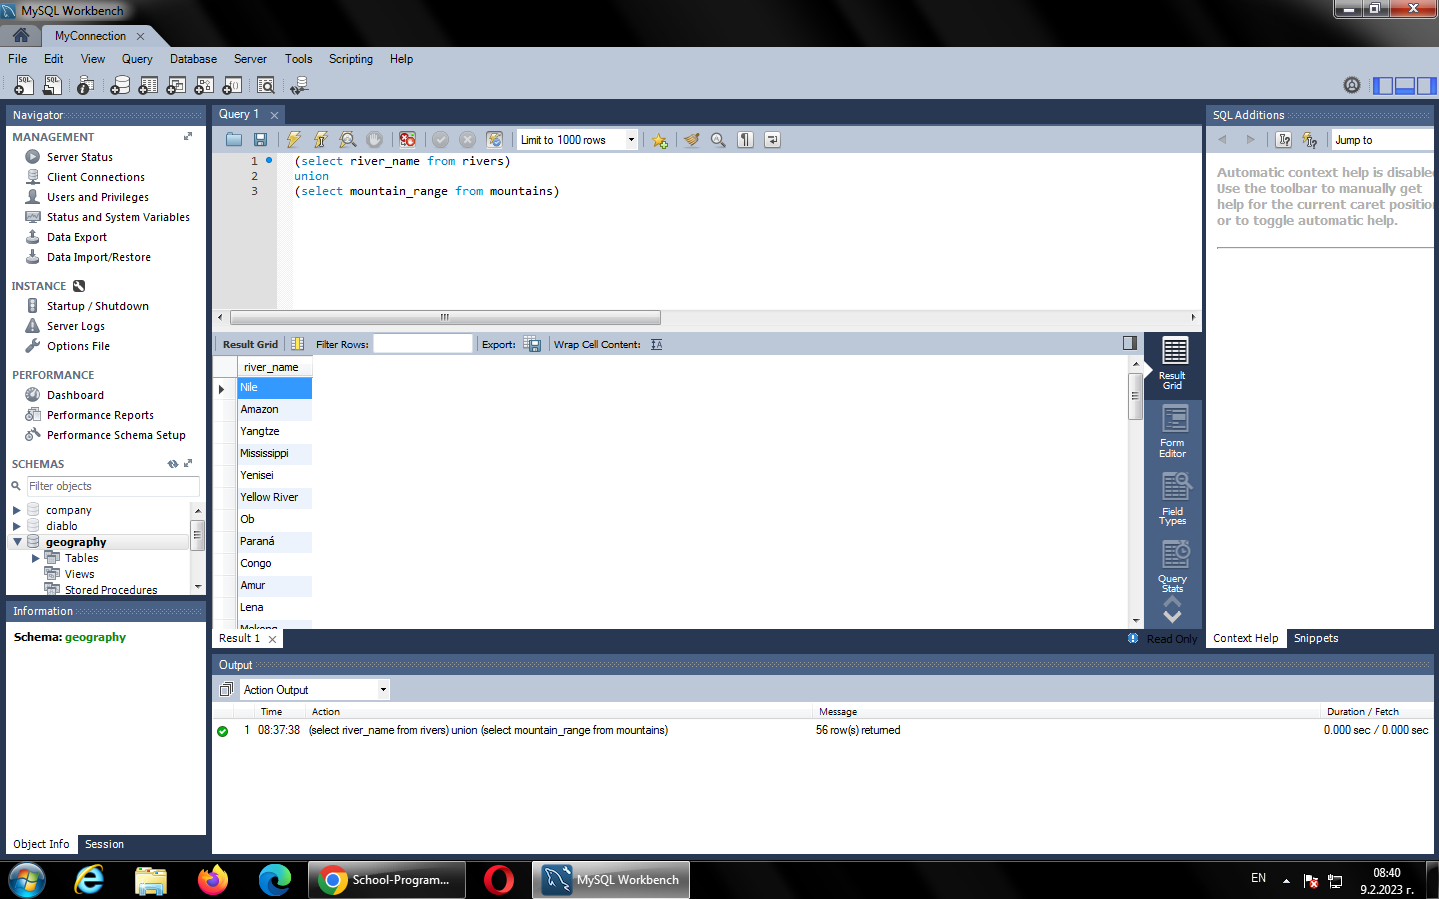 MySQL Workbench
MyConnection
File Edit View Query Database Server Tools Scripting Help
Navigator
MANAGEMENT
Server Status
Client Connections
Users and Privileges
Status and System Variables
Data Export
Data Import/Restore
INSTANCE
Startup / Shutdown
Server Logs
Options File
PERFORMANCE
Dashboard
Performance Reports
Performance Schema Setup
SCHEMAS
Filter objects
company
diablo
geography
Tables
Views
Stored Procedures
Information
Schema: geography
Object Info Session
Query 1
Limit to 1000 rows
1 (select river_name from rivers)
2 union
3 (select mountain_range from mountains)
Result Grid Filter Rows: Export: Wrap Cell Content:
river_name
Nile
Amazon
Yangtze
Mississippi
Yenisei
Yellow River
Ob
Paraná
Congo
Amur
Lena
Mekong
Result Grid
Form Editor
Field Types
Query Stats
Result 1
Read Only
SQL Additions
Jump to
Automatic context help is disabled
Use the toolbar to manually get
help for the current caret position
or to toggle automatic help.
Context Help Snippets
Output
Action Output
Time Action Message Duration / Fetch
1 08:37:38 (select river_name from rivers) union (select mountain_range from mountains) 56 row(s) returned 0.000 sec / 0.000 sec
School-Program...
MySQL Workbench
EN
08:40
9.2.2023 г.